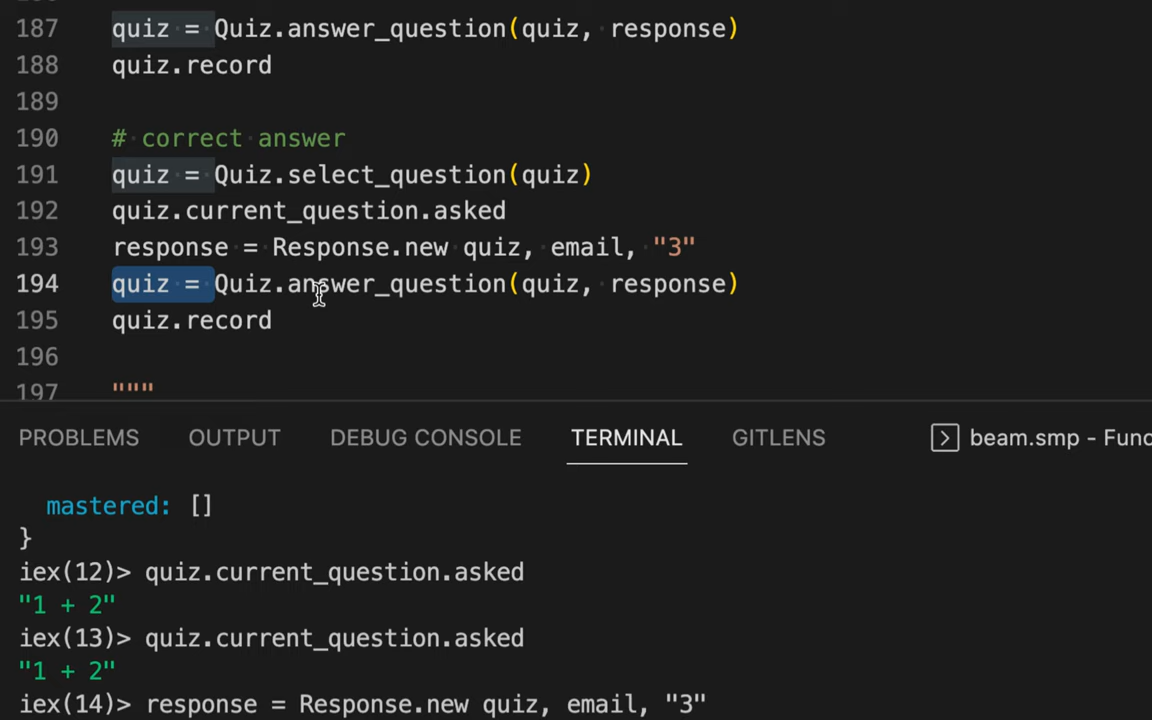 187 quiz = Quiz.answer_question(quiz, response)
188 quiz.record
189
190 # correct answer
191 quiz = Quiz.select_question(quiz)
192 quiz.current_question.asked
193 response = Response.new quiz, email, "3"
194 quiz = Quiz.answer_question(quiz, response)
195 quiz.record
196
197 """
PROBLEMS OUTPUT DEBUG CONSOLE TERMINAL GITLENS beam.smp - Func
mastered: []
}
iex(12)> quiz.current_question.asked
"1 + 2"
iex(13)> quiz.current_question.asked
"1 + 2"
iex(14)> response = Response.new quiz, email, "3"